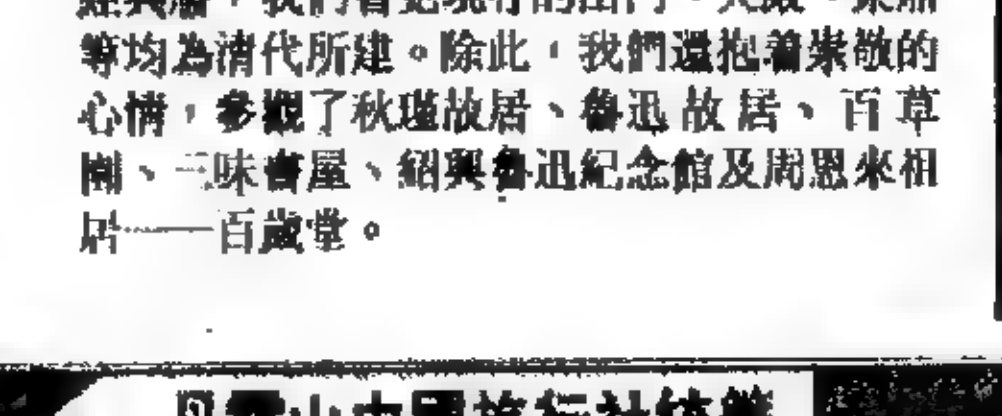 等均為清代所建。除此,我們還抱着崇敬的
心情,參觀了秋瑾故居、魯迅故居、百草
園、三味書屋、紹興魯迅紀念館及周恩來祖
居——百歲堂。